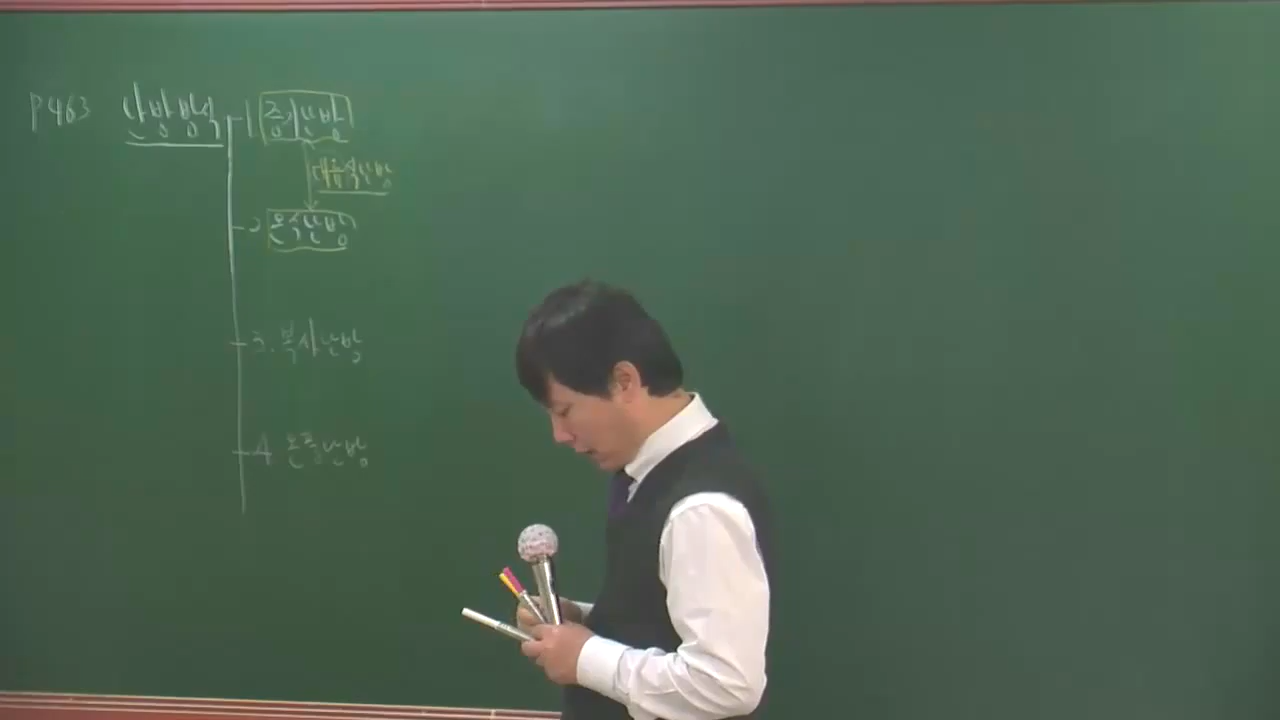 P463 난방방식
1. 증기난방
대류식난방
2. 온수난방
3. 복사난방
4. 온풍난방